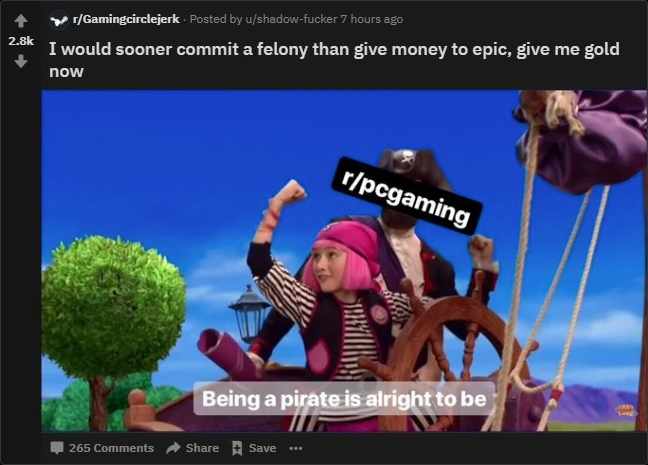 r/Gamingcirclejerk · Posted by u/shadow-fucker 7 hours ago
2.8k
I would sooner commit a felony than give money to epic, give me gold
now
r/pcgaming
Being a pirate is alright to be
265 Comments Share Save ···